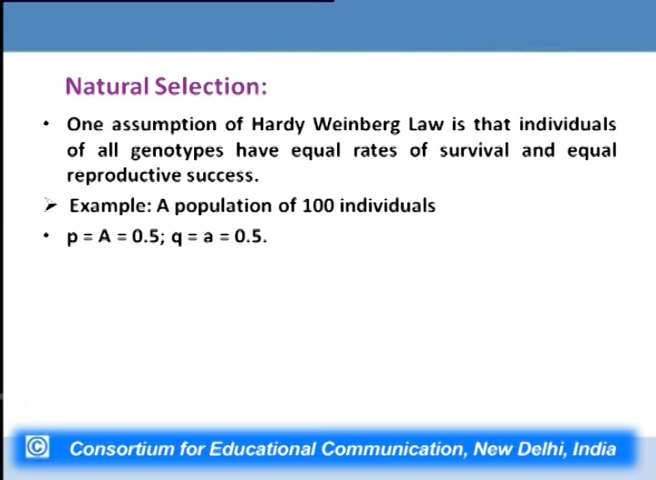 Natural Selection:
• One assumption of Hardy Weinberg Law is that individuals
of all genotypes have equal rates of survival and equal
reproductive success.
➢ Example: A population of 100 individuals
• p = A = 0.5; q = a = 0.5.
© Consortium for Educational Communication, New Delhi, India